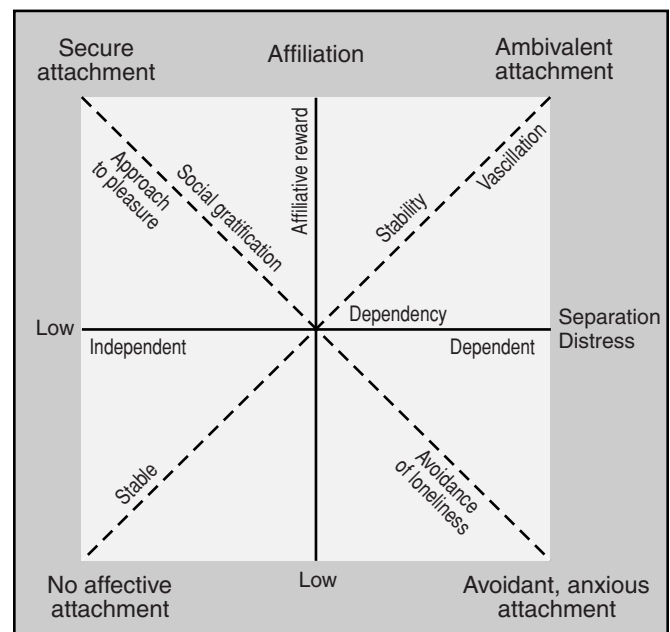 Secure
attachment
Affiliation
Ambivalent
attachment
Approach
to pleasure
Social gratification
Affiliative reward
Stability
Vascillation
Low
Dependency
Separation
Distress
Independent
Dependent
Stable
Avoidance
of loneliness
No affective
attachment
Low
Avoidant, anxious
attachment